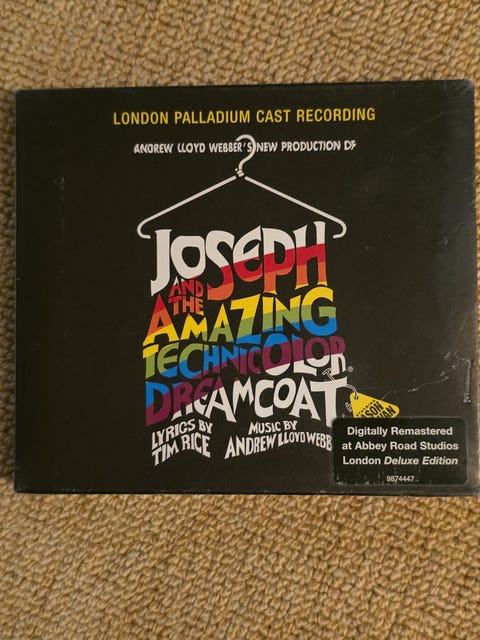 LONDON PALLADIUM CAST RECORDING
ANDREW LLOYD WEBBER'S NEW PRODUCTION OF
JOSEPH
AND THE
AMAZING
TECHNICOLOR
DREAMCOAT
®
LYRICS BY
TIM RICE
MUSIC BY
ANDREW LLOYD WEBB
Digitally Remastered
at Abbey Road Studios
London Deluxe Edition
9874447